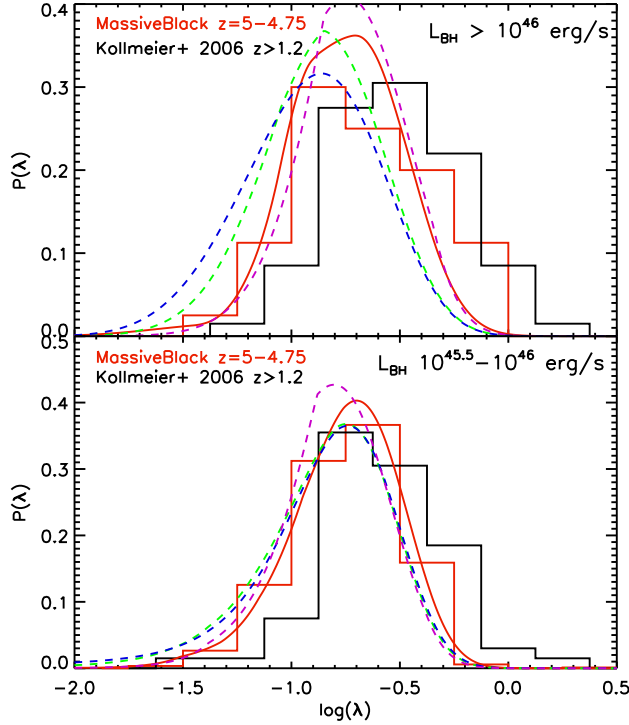 0.4
MassiveBlack z=5−4.75
L_BH > 10^46 erg/s
Kollmeier+ 2006 z>1.2
0.3
P(λ)
0.2
0.1
0.0
0.5
MassiveBlack z=5−4.75
L_BH 10^45.5−10^46 erg/s
Kollmeier+ 2006 z>1.2
0.4
0.3
P(λ)
0.2
0.1
0.0
−2.0 −1.5 −1.0 −0.5 0.0 0.5
log(λ)